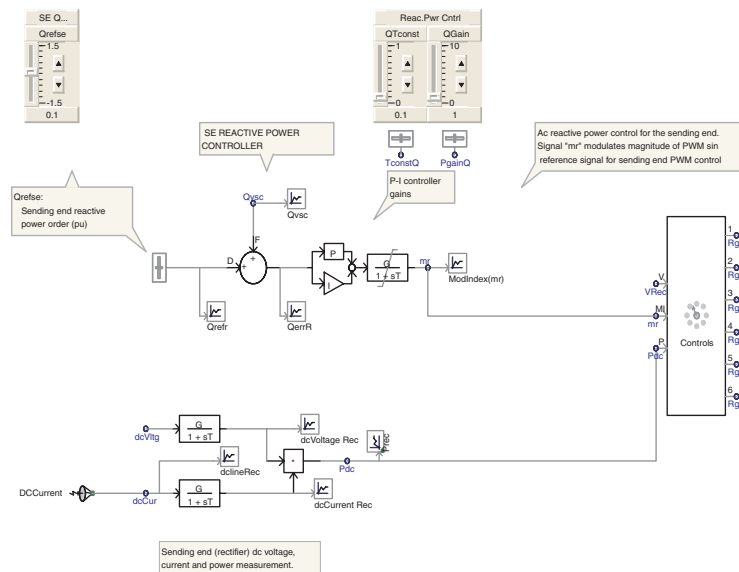 SE Q...
Qrefse
1.5
-1.5
0.1
Reac.Pwr Cntrl
QTconst
QGain
1
10
0
0
0.1
1
TconstQ
PgainQ
SE REACTIVE POWER
CONTROLLER
Ac reactive power control for the sending end.
Signal "mr" modulates magnitude of PWM sin
reference signal for sending end PWM control
P-I controller
gains
Qrefse:
Sending end reactive
power order (pu)
Qvsc
Qvsc
F
D
+
+
P
I
G
1 + sT
mr
ModIndex(mr)
Qrefr
QerrR
V
VRec
MI
mr
P
Pdc
Controls
1
Rg
2
Rg
3
Rg
4
Rg
5
Rg
6
Rg
dcVltg
G
1 + sT
dcVoltage Rec
Prec
dclineRec
Pdc
DCCurrent
dcCur
G
1 + sT
dcCurrent Rec
Sending end (rectifier) dc voltage,
current and power measurement.